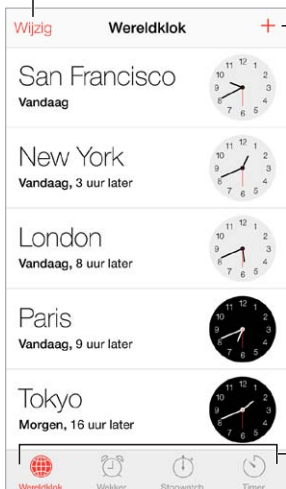 Wijzig Wereldklok +
San Francisco
Vandaag
New York
Vandaag, 3 uur later
London
Vandaag, 8 uur later
Paris
Vandaag, 9 uur later
Tokyo
Morgen, 16 uur later
Wereldklok Wekker Stopwatch Timer